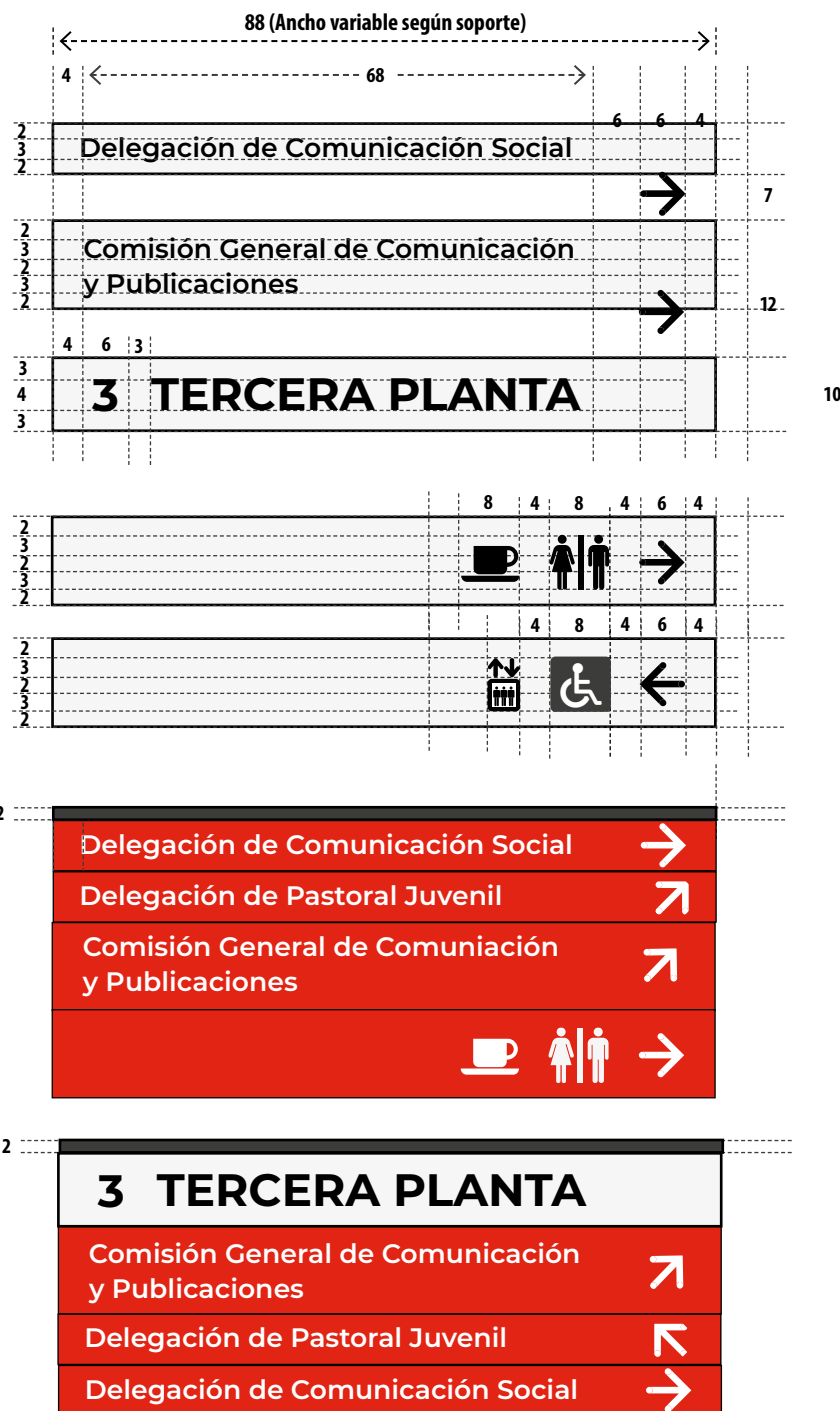 88 (Ancho variable según soporte)
4 68
6 6 4
2
3
2
Delegación de Comunicación Social
7
2
3
2
3
2
Comisión General de Comunicación
y Publicaciones
12
4 6 3
3
4
3
3 TERCERA PLANTA
10
8 4 8 4 6 4
2
3
2
3
2
4 8 4 6 4
2
3
2
3
2
2
Delegación de Comunicación Social
Delegación de Pastoral Juvenil
Comisión General de Comuniación
y Publicaciones
2
3 TERCERA PLANTA
Comisión General de Comunicación
y Publicaciones
Delegación de Pastoral Juvenil
Delegación de Comunicación Social